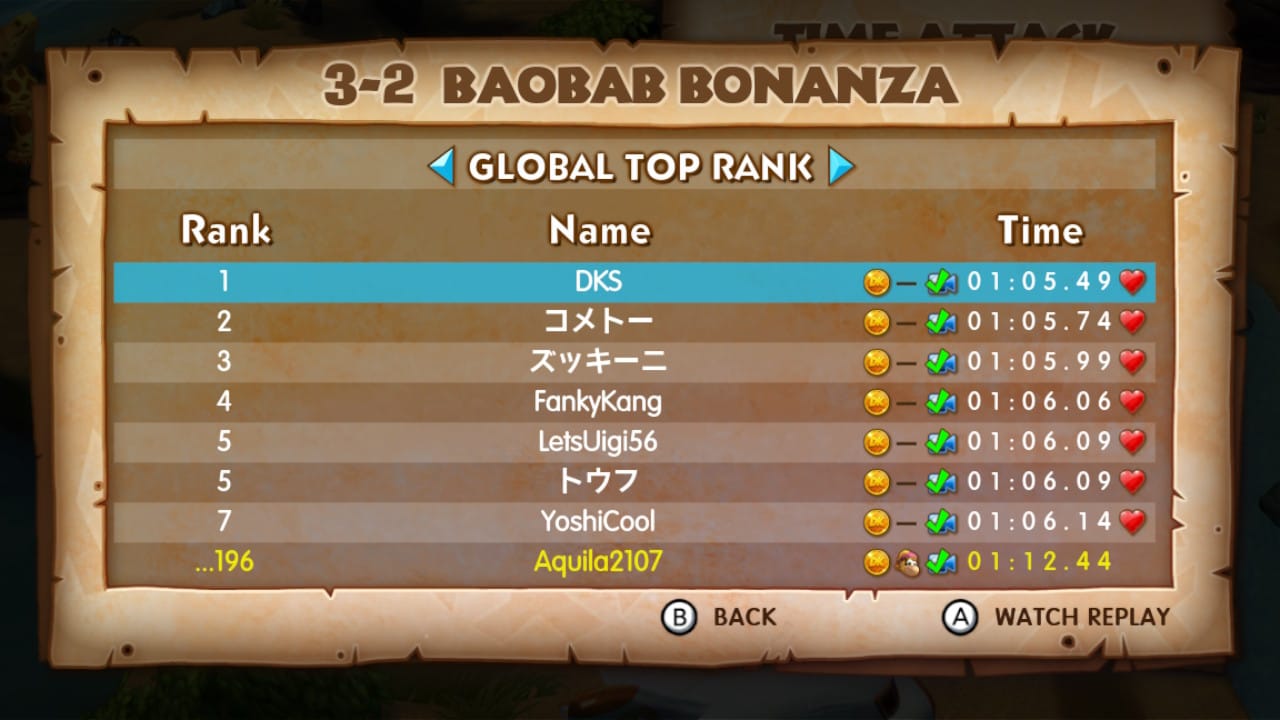 TIME ATTACK
3-2 BAOBAB BONANZA
GLOBAL TOP RANK
Rank Name Time
1 DKS 01:05.49
2 コメトー 01:05.74
3 ズッキーニ 01:05.99
4 FankyKang 01:06.06
5 LetsUigi56 01:06.09
5 トウフ 01:06.09
7 YoshiCool 01:06.14
...196 Aquila2107 01:12.44
B BACK A WATCH REPLAY